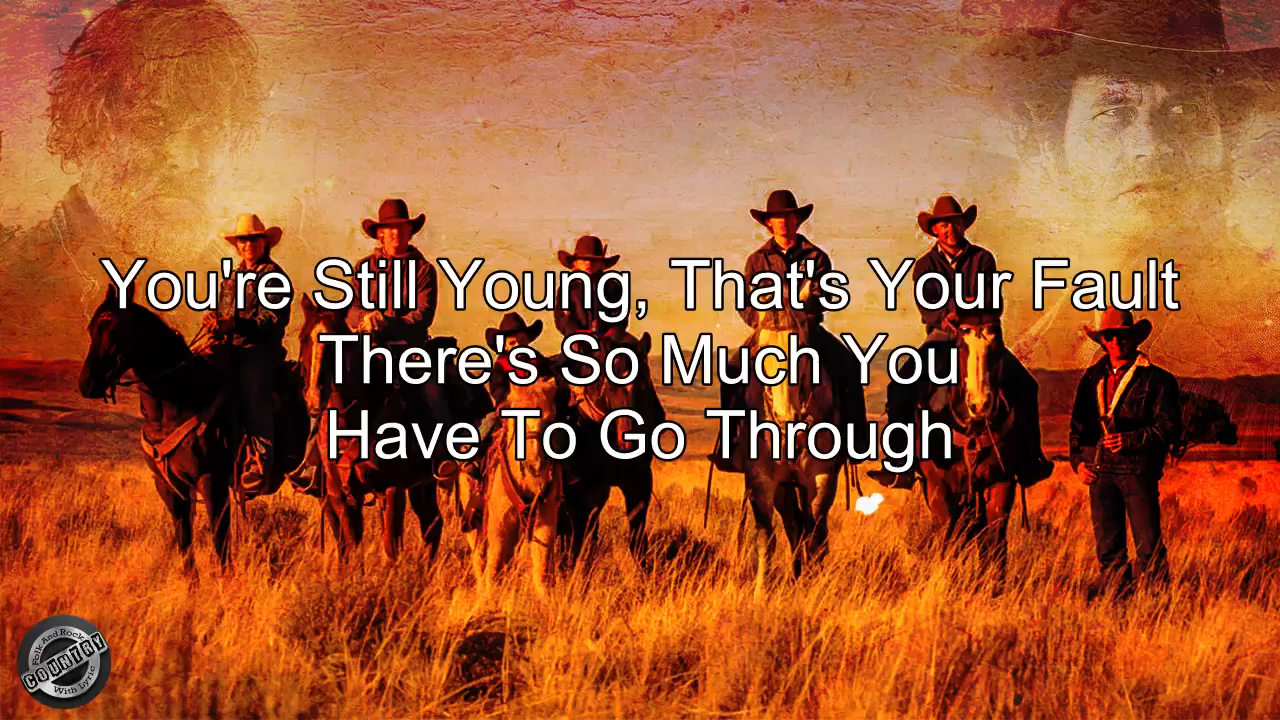 You're Still Young, That's Your Fault
There's So Much You
Have To Go Through
Folk And Rock
COUNTRY
With Lyric